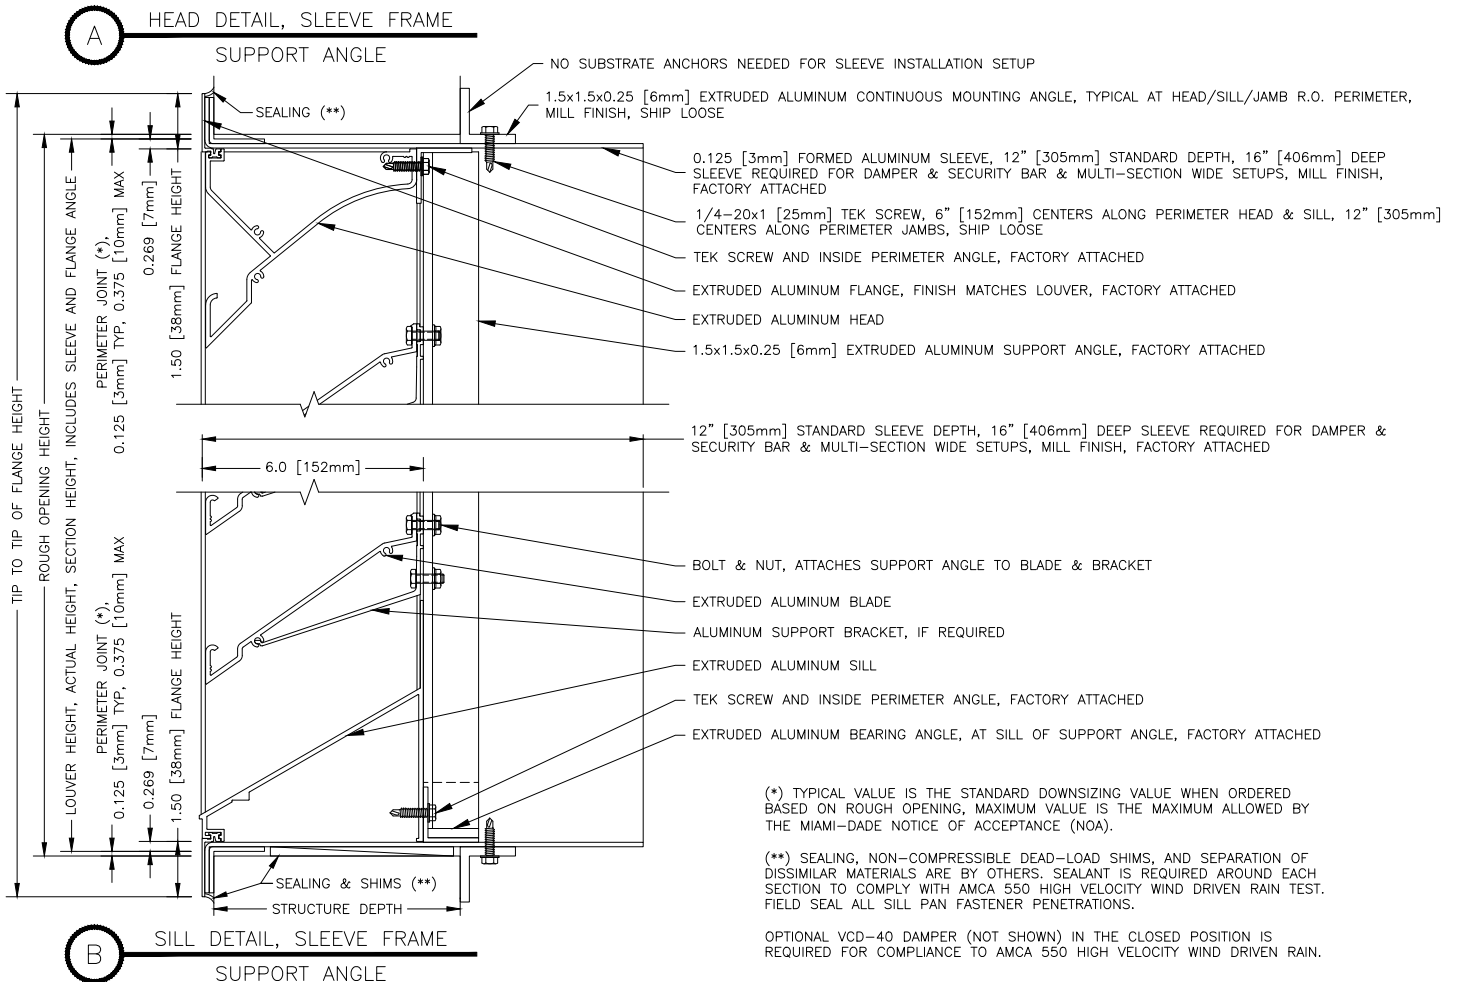 A
HEAD DETAIL, SLEEVE FRAME
SUPPORT ANGLE
NO SUBSTRATE ANCHORS NEEDED FOR SLEEVE INSTALLATION SETUP
SEALING (**)
1.5x1.5x0.25 [6mm] EXTRUDED ALUMINUM CONTINUOUS MOUNTING ANGLE, TYPICAL AT HEAD/SILL/JAMB R.O. PERIMETER,
MILL FINISH, SHIP LOOSE
0.125 [3mm] FORMED ALUMINUM SLEEVE, 12" [305mm] STANDARD DEPTH, 16" [406mm] DEEP
SLEEVE REQUIRED FOR DAMPER & SECURITY BAR & MULTI-SECTION WIDE SETUPS, MILL FINISH,
FACTORY ATTACHED
1/4-20x1 [25mm] TEK SCREW, 6" [152mm] CENTERS ALONG PERIMETER HEAD & SILL, 12" [305mm]
CENTERS ALONG PERIMETER JAMBS, SHIP LOOSE
TEK SCREW AND INSIDE PERIMETER ANGLE, FACTORY ATTACHED
EXTRUDED ALUMINUM FLANGE, FINISH MATCHES LOUVER, FACTORY ATTACHED
EXTRUDED ALUMINUM HEAD
1.5x1.5x0.25 [6mm] EXTRUDED ALUMINUM SUPPORT ANGLE, FACTORY ATTACHED
TIP TO TIP OF FLANGE HEIGHT
ROUGH OPENING HEIGHT
LOUVER HEIGHT, ACTUAL HEIGHT, SECTION HEIGHT, INCLUDES SLEEVE AND FLANGE ANGLE
PERIMETER JOINT (*),
0.125 [3mm] TYP, 0.375 [10mm] MAX
0.269 [7mm]
1.50 [38mm] FLANGE HEIGHT
12" [305mm] STANDARD SLEEVE DEPTH, 16" [406mm] DEEP SLEEVE REQUIRED FOR DAMPER &
SECURITY BAR & MULTI-SECTION WIDE SETUPS, MILL FINISH, FACTORY ATTACHED
6.0 [152mm]
PERIMETER JOINT (*),
0.125 [3mm] TYP, 0.375 [10mm] MAX
0.269 [7mm]
1.50 [38mm] FLANGE HEIGHT
BOLT & NUT, ATTACHES SUPPORT ANGLE TO BLADE & BRACKET
EXTRUDED ALUMINUM BLADE
ALUMINUM SUPPORT BRACKET, IF REQUIRED
EXTRUDED ALUMINUM SILL
TEK SCREW AND INSIDE PERIMETER ANGLE, FACTORY ATTACHED
EXTRUDED ALUMINUM BEARING ANGLE, AT SILL OF SUPPORT ANGLE, FACTORY ATTACHED
(*) TYPICAL VALUE IS THE STANDARD DOWNSIZING VALUE WHEN ORDERED
BASED ON ROUGH OPENING, MAXIMUM VALUE IS THE MAXIMUM ALLOWED BY
THE MIAMI-DADE NOTICE OF ACCEPTANCE (NOA).
(**) SEALING, NON-COMPRESSIBLE DEAD-LOAD SHIMS, AND SEPARATION OF
DISSIMILAR MATERIALS ARE BY OTHERS. SEALANT IS REQUIRED AROUND EACH
SECTION TO COMPLY WITH AMCA 550 HIGH VELOCITY WIND DRIVEN RAIN TEST.
FIELD SEAL ALL SILL PAN FASTENER PENETRATIONS.
OPTIONAL VCD-40 DAMPER (NOT SHOWN) IN THE CLOSED POSITION IS
REQUIRED FOR COMPLIANCE TO AMCA 550 HIGH VELOCITY WIND DRIVEN RAIN.
SEALING & SHIMS (**)
STRUCTURE DEPTH
B
SILL DETAIL, SLEEVE FRAME
SUPPORT ANGLE